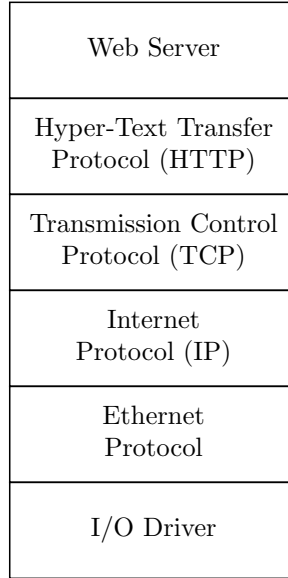 Web Server
Hyper-Text Transfer
Protocol (HTTP)
Transmission Control
Protocol (TCP)
Internet
Protocol (IP)
Ethernet
Protocol
I/O Driver